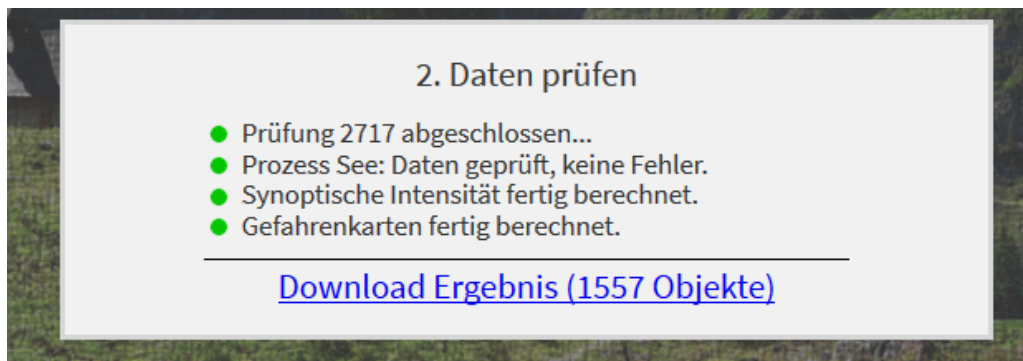 2. Daten prüfen
Prüfung 2717 abgeschlossen...
Prozess See: Daten geprüft, keine Fehler.
Synoptische Intensität fertig berechnet.
Gefahrenkarten fertig berechnet.
Download Ergebnis (1557 Objekte)